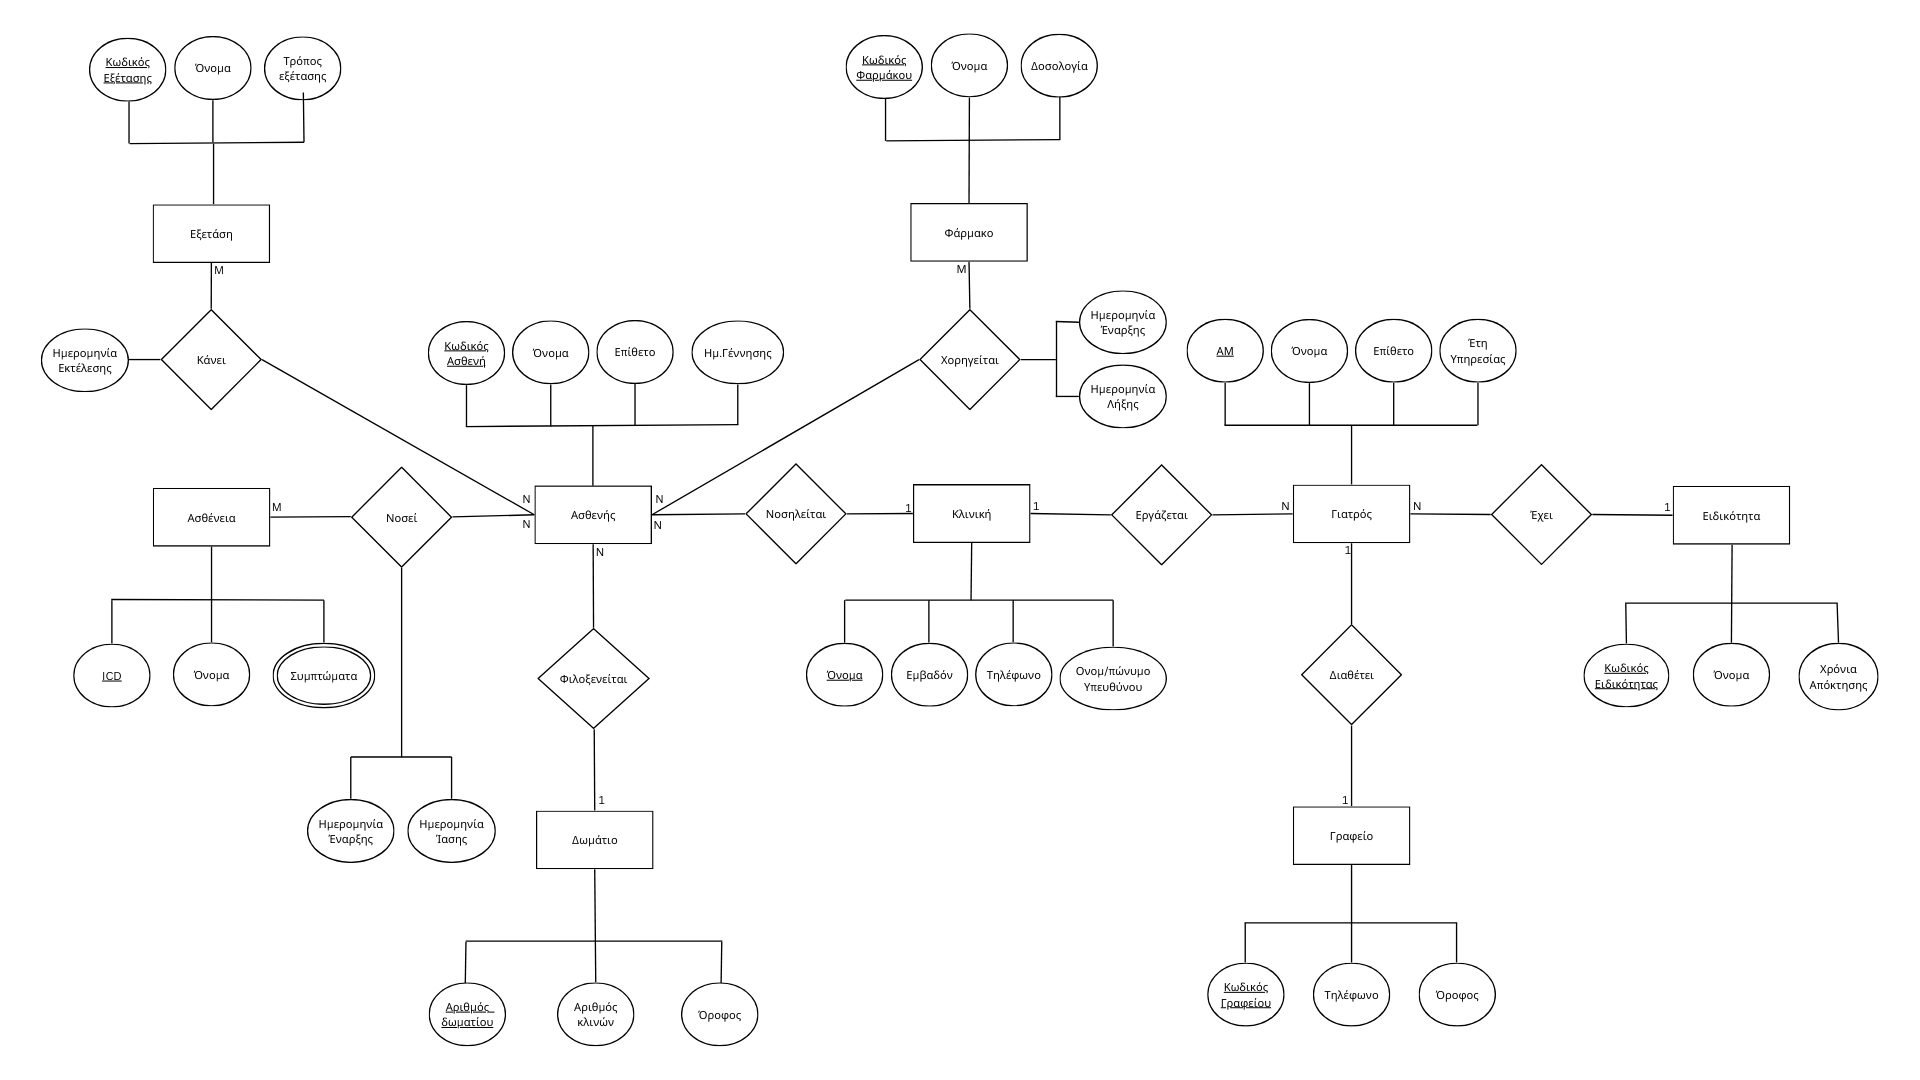 Κωδικός
Εξέτασης
Όνομα
Τρόπος
εξέτασης
Κωδικός
Φαρμάκου
Όνομα
Δοσολογία
Εξετάση
Φάρμακο
M
M
Ημερομηνία
Εκτέλεσης
Κάνει
Κωδικός
Ασθενή
Όνομα
Επίθετο
Ημ.Γέννησης
Χορηγείται
Ημερομηνία
Έναρξης
Ημερομηνία
Λήξης
ΑΜ
Όνομα
Επίθετο
Έτη
Υπηρεσίας
Ασθένεια
M
Νοσεί
N
N
Ασθενής
N
N
N
Νοσηλείται
1
Κλινική
1
Εργάζεται
N
Γιατρός
N
1
Έχει
1
Ειδικότητα
ICD
Όνομα
Συμπτώματα
Φιλοξενείται
Όνομα
Εμβαδόν
Τηλέφωνο
Ονομ/πώνυμο
Υπευθύνου
Διαθέτει
Κωδικός
Ειδικότητας
Όνομα
Χρόνια
Απόκτησης
Ημερομηνία
Έναρξης
Ημερομηνία
Ίασης
1
Δωμάτιο
1
Γραφείο
Αριθμός
δωματίου
Αριθμός
κλινών
Όροφος
Κωδικός
Γραφείου
Τηλέφωνο
Όροφος